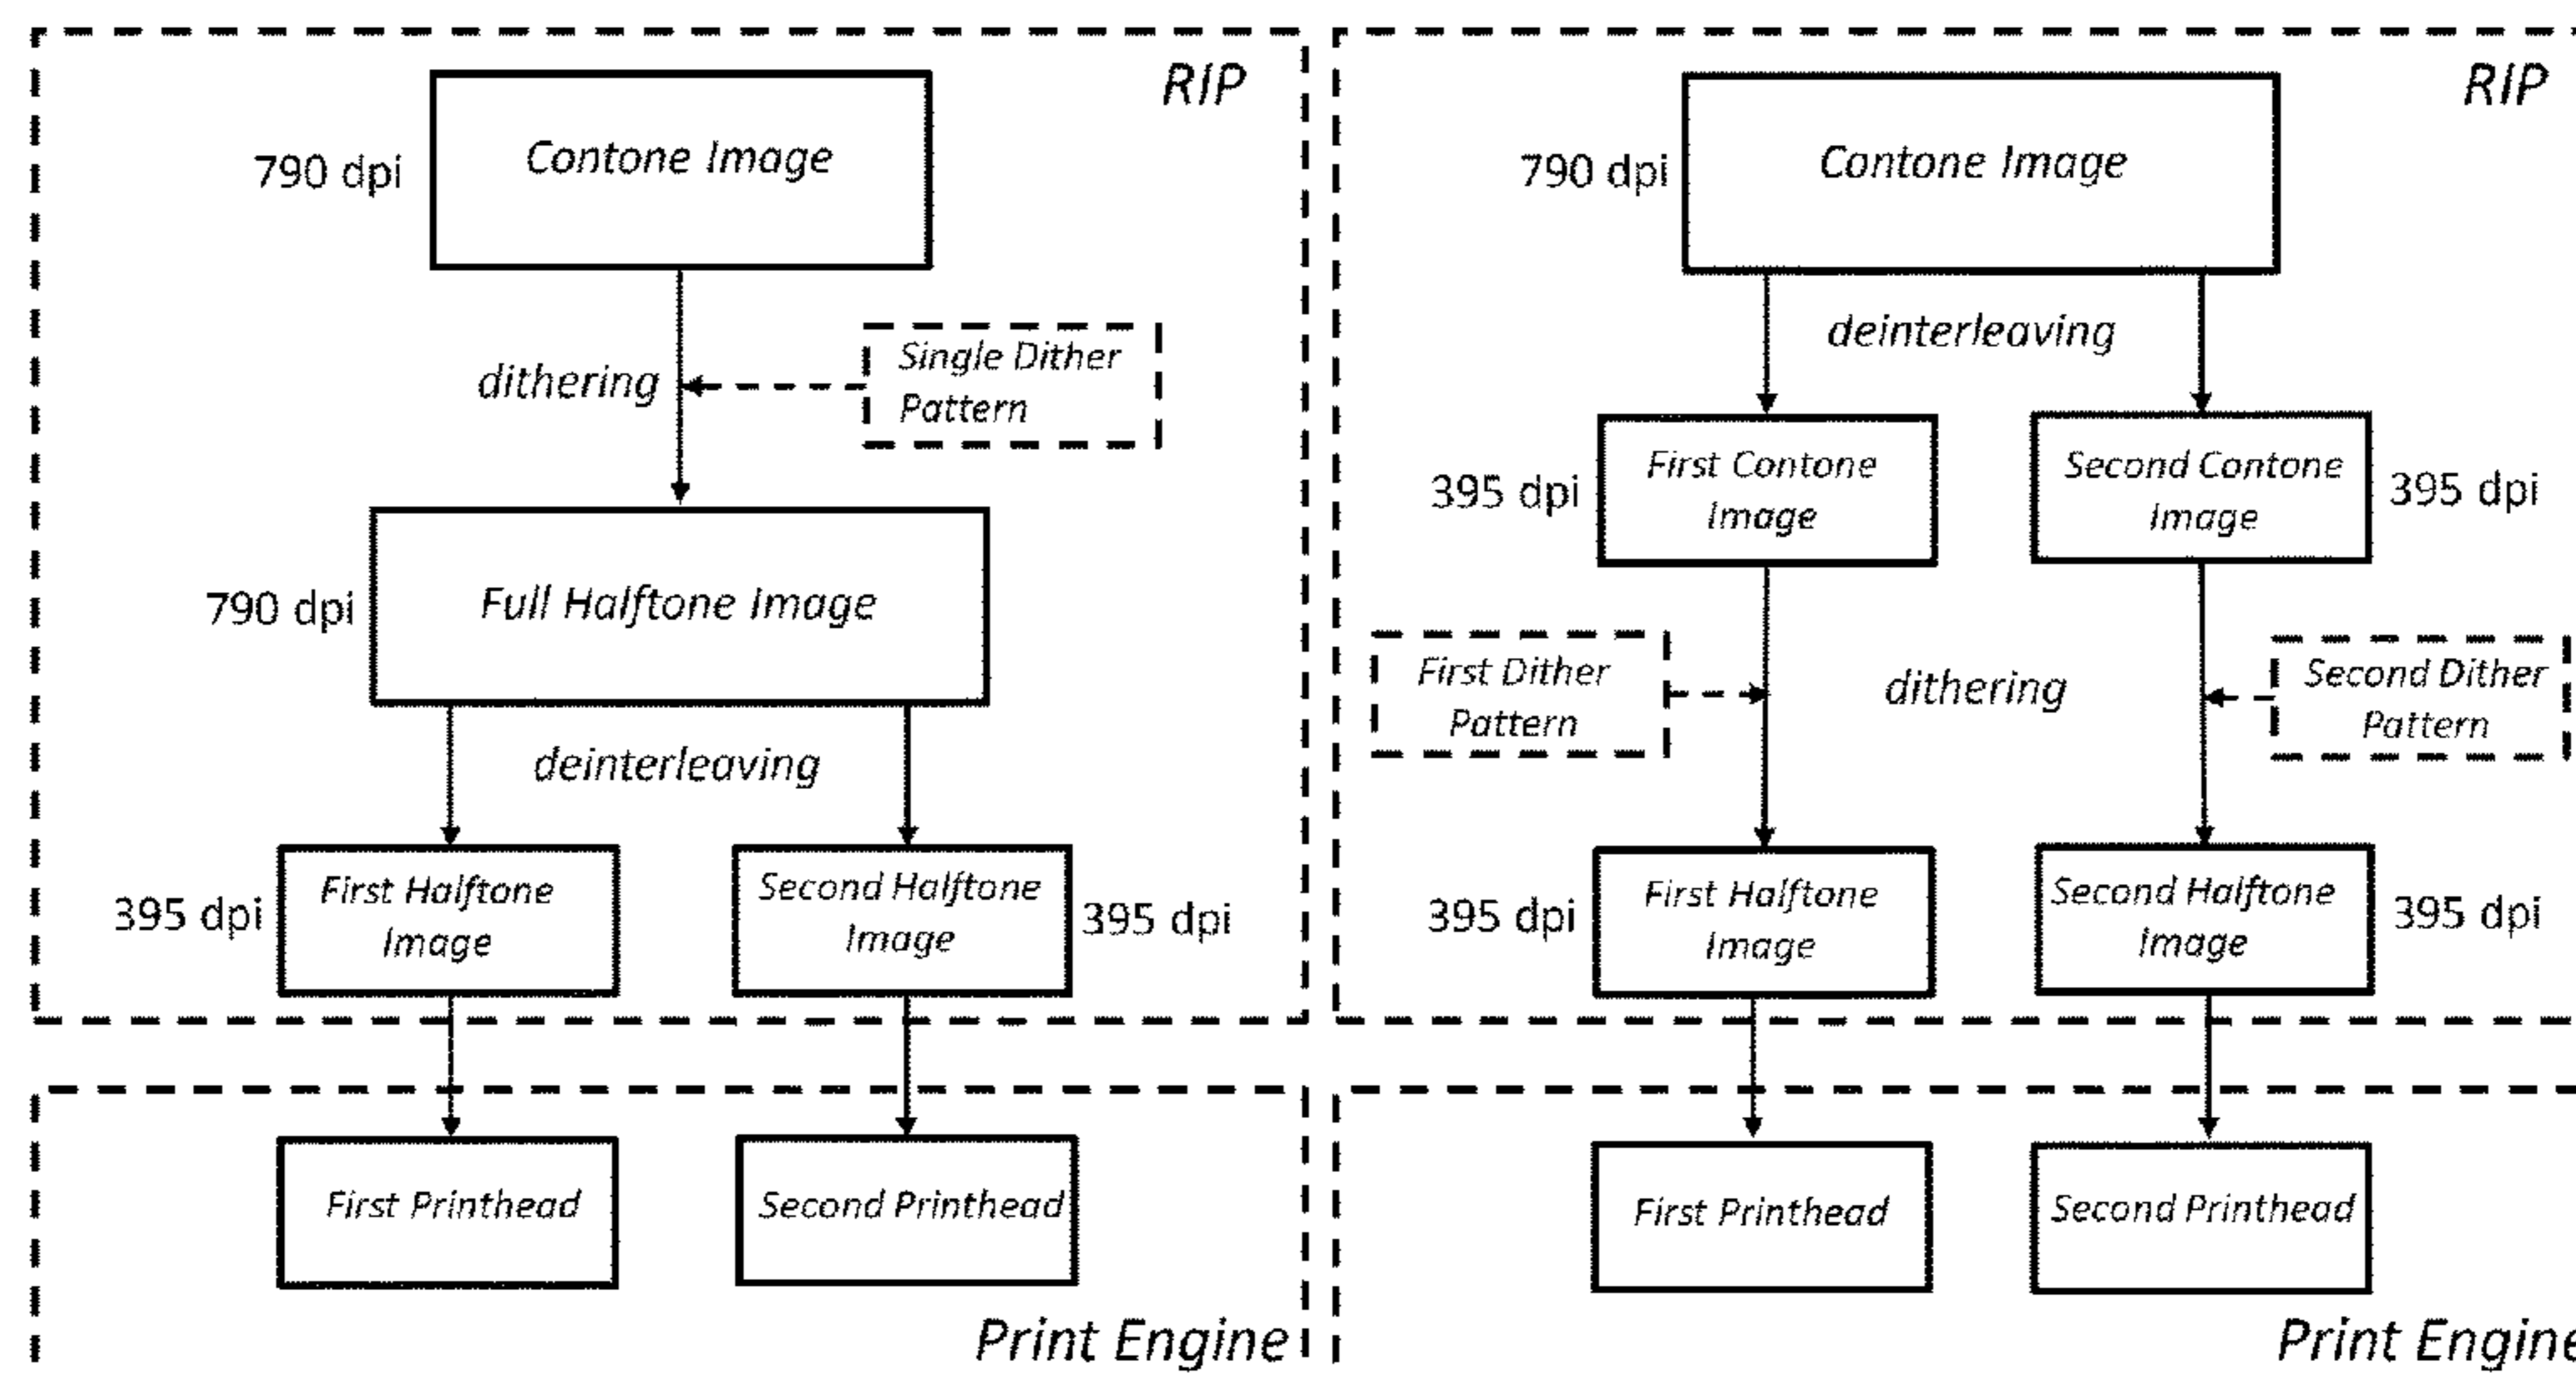 RIP
Contone Image
790 dpi
dithering
Single Dither
Pattern
Full Halftone Image
790 dpi
deinterleaving
395 dpi
First Halftone
Image
Second Halftone
Image
395 dpi
First Printhead
Second Printhead
Print Engine
RIP
Contone Image
790 dpi
deinterleaving
395 dpi
First Contone
Image
Second Contone
Image
395 dpi
First Dither
Pattern
dithering
Second Dither
Pattern
395 dpi
First Halftone
Image
Second Halftone
Image
395 dpi
First Printhead
Second Printhead
Print Engine